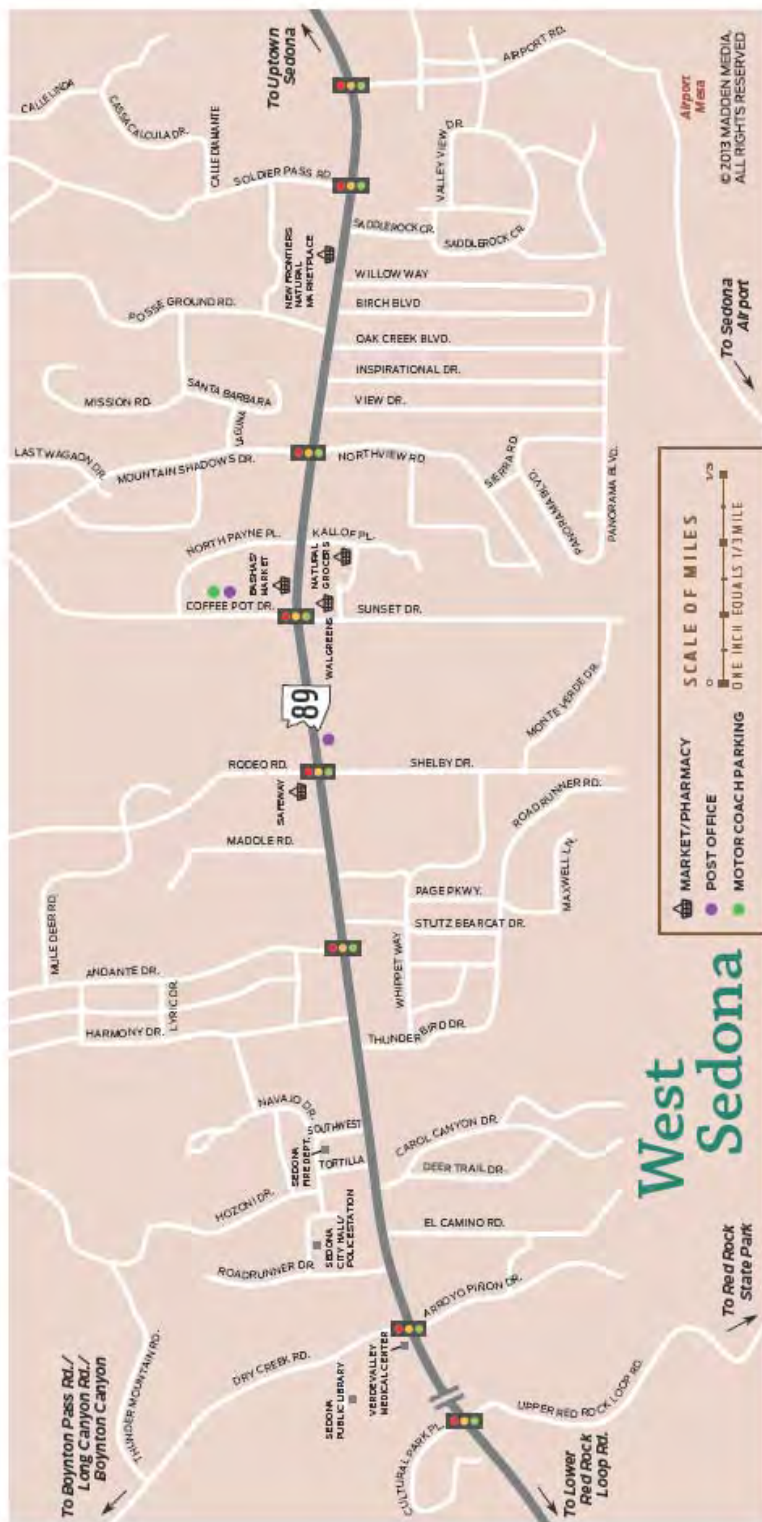 To Boynton Pass Rd./
Long Canyon Rd./
Boynton Canyon
THUNDER MOUNTAIN RD.
DRY CREEK RD.
SEDONA
PUBLIC LIBRARY
VERDE VALLEY
MEDICAL CENTER
CULTURAL PARK PL.
To Lower
Red Rock
Loop Rd.
UPPER RED ROCK LOOP RD.
To Red Rock
State Park
ARROYO PIÑON DR.
EL CAMINO RD.
ROADRUNNER DR.
SEDONA
CITY HALL/
POLICE STATION
HOZONI DR.
SEDONA
FIRE DEPT.
TORTILLA
SOUTHWEST
NAVAJO DR.
DEER TRAIL DR.
CAROL CANYON DR.
West
Sedona
HARMONY DR.
LYRIC DR.
ANDANTE DR.
MULE DEER RD.
THUNDER BIRD DR.
WHIPPET WAY
STUTZ BEARCAT DR.
PAGE PKWY.
MAXWELL LN.
ROADRUNNER RD.
MADOLE RD.
SAFEWAY
RODEO RD.
SHELBY DR.
MONTE VERDE DR.
89
COFFEE POT DR.
BASHAS'
MARKET
WALGREENS
NATURAL
GROCERS
SUNSET DR.
NORTH PAYNE PL.
KALLOF PL.
LAST WAGAON DR.
MOUNTAIN SHADOWS DR.
NORTHVIEW RD
SIERRA RD.
PANORAMA BLVD.
PANORAMA BLVD.
MISSION RD.
SANTA BARBARA
LAGUNA
VIEW DR.
INSPIRATIONAL DR.
OAK CREEK BLVD.
BIRCH BLVD
WILLOW WAY
POSSE GROUND RD.
NEW FRONTIERS
NATURAL
MARKETPLACE
SADDLEROCK CR.
SADDLEROCK CR.
VALLEY VIEW DR.
SOLDIER PASS RD
CALLE DIAMANTE
CASSA CALCULA DR.
CALLE LINDA
To Uptown
Sedona
AIRPORT RD.
Airport
Mesa
To Sedona
Airport
© 2013 MADDEN MEDIA,
ALL RIGHTS RESERVED
MARKET/PHARMACY
POST OFFICE
MOTOR COACH PARKING
SCALE OF MILES
0 1/3
ONE INCH EQUALS 1/3 MILE